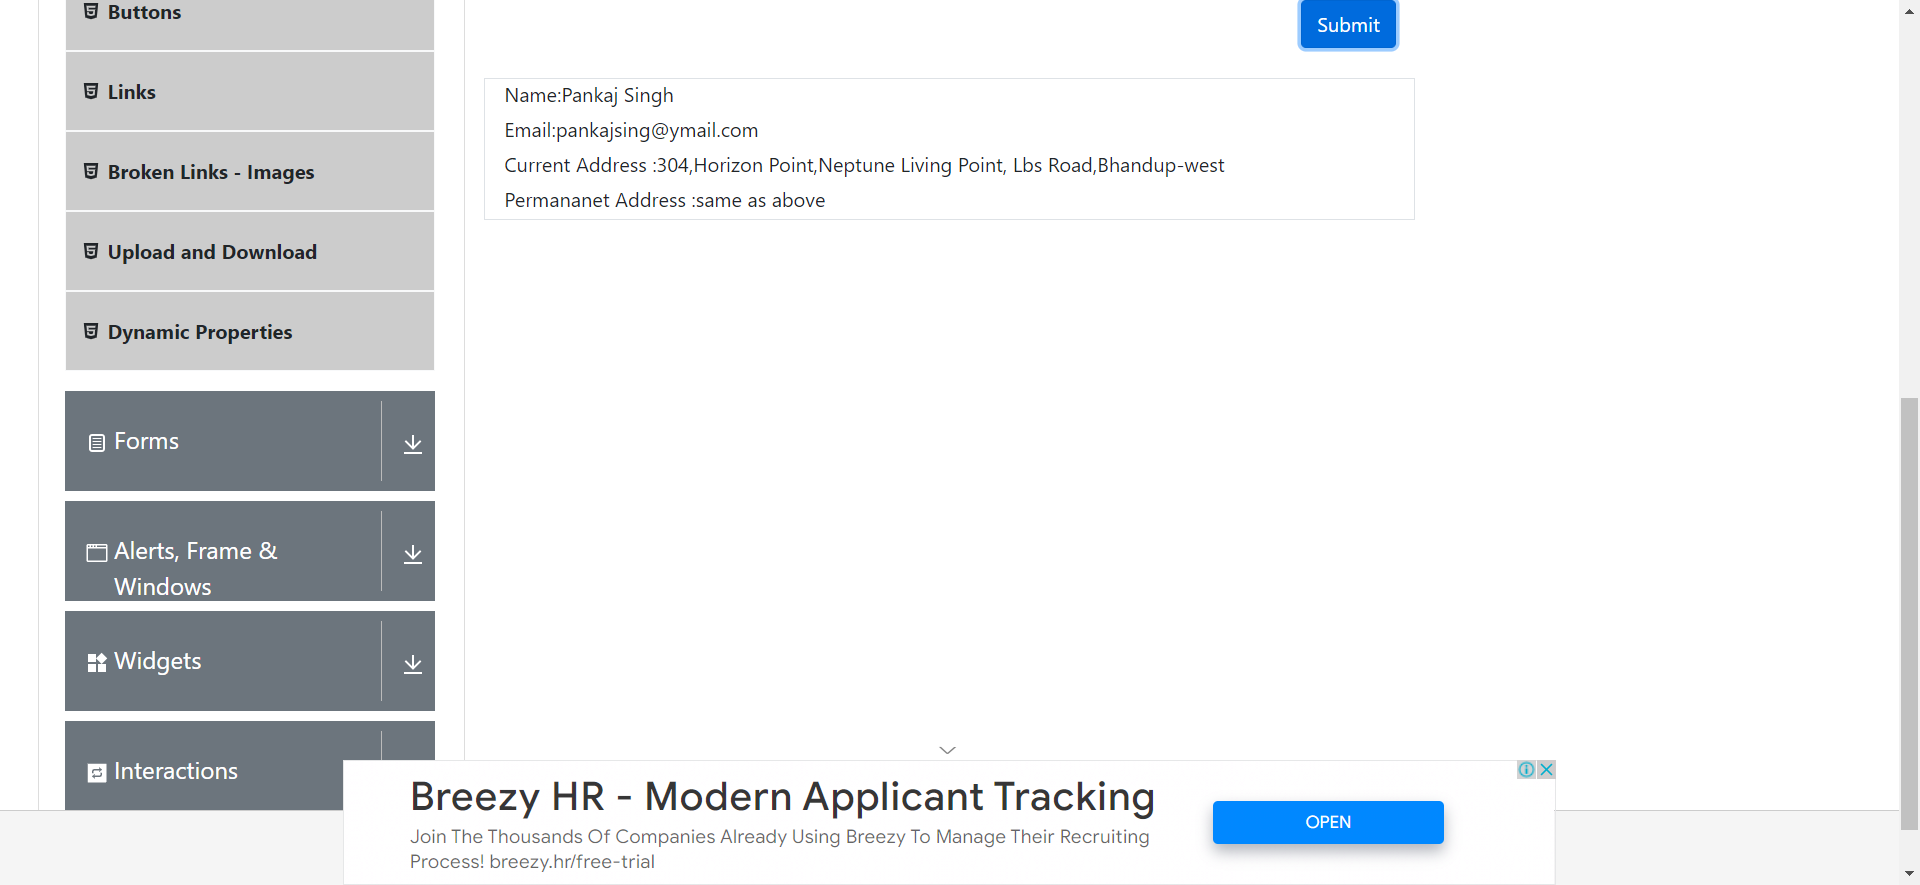 Buttons
Links
Broken Links - Images
Upload and Download
Dynamic Properties
Forms
Alerts, Frame &
Windows
Widgets
Interactions
Submit
Name:Pankaj Singh
Email:pankajsing@ymail.com
Current Address :304,Horizon Point,Neptune Living Point, Lbs Road,Bhandup-west
Permananet Address :same as above
Breezy HR - Modern Applicant Tracking
Join The Thousands Of Companies Already Using Breezy To Manage Their Recruiting
Process! breezy.hr/free-trial
OPEN